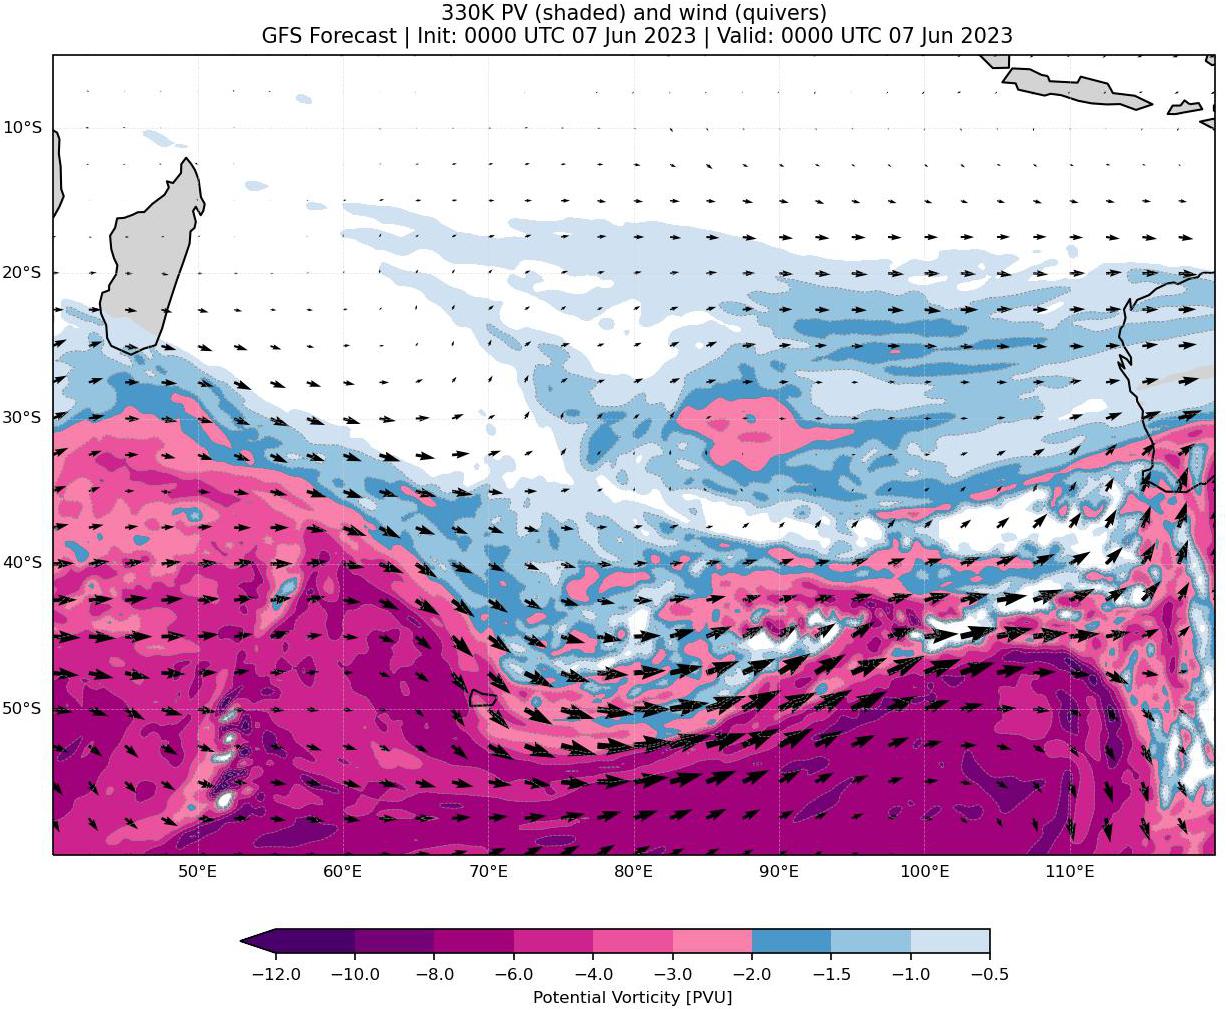 330K PV (shaded) and wind (quivers)
GFS Forecast | Init: 0000 UTC 07 Jun 2023 | Valid: 0000 UTC 07 Jun 2023
10°S
20°S
30°S
40°S
50°S
50°E 60°E 70°E 80°E 90°E 100°E 110°E
−12.0 −10.0 −8.0 −6.0 −4.0 −3.0 −2.0 −1.5 −1.0 −0.5
Potential Vorticity [PVU]